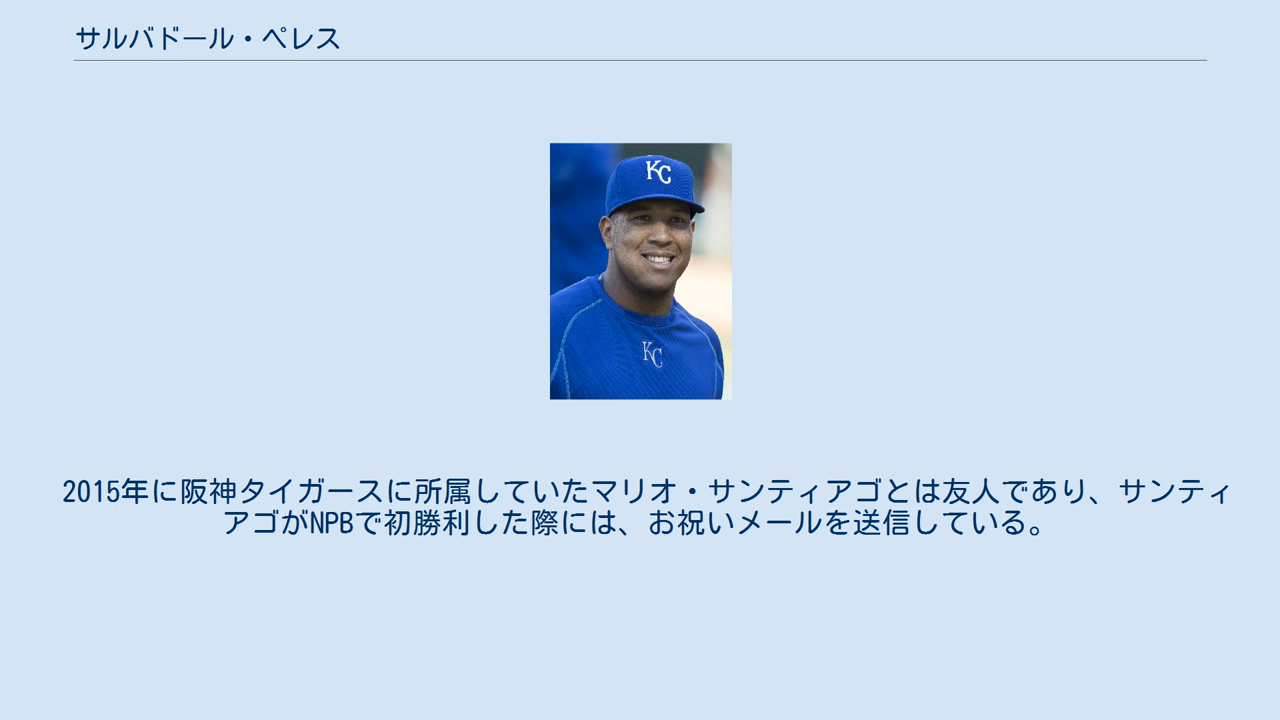 サルバドール・ペレス
KC
KC
2015年に阪神タイガースに所属していたマリオ・サンティアゴとは友人であり、サンティ
アゴがNPBで初勝利した際には、お祝いメールを送信している。